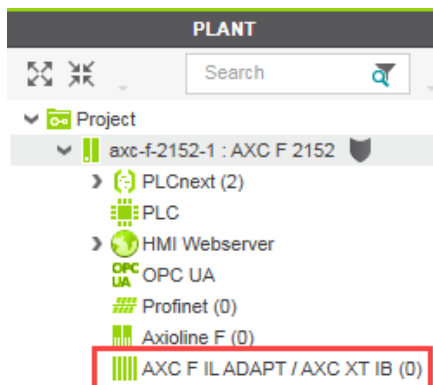 PLANT
Search
Project
axc-f-2152-1 : AXC F 2152
PLCnext (2)
PLC
HMI Webserver
OPC UA OPC UA
Profinet (0)
Axioline F (0)
AXC F IL ADAPT / AXC XT IB (0)